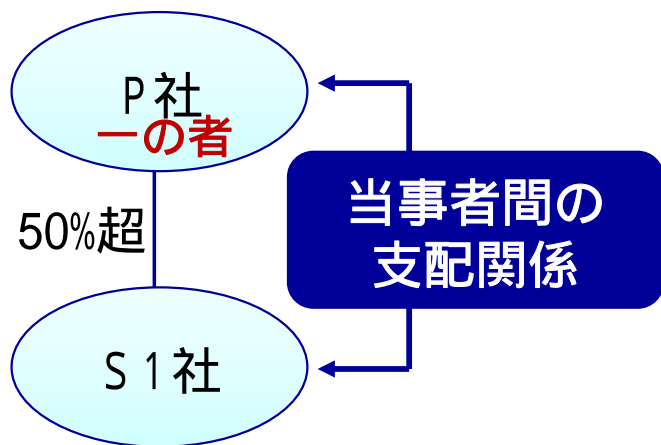 P社
一の者
50%超
当事者間の
支配関係
S1社